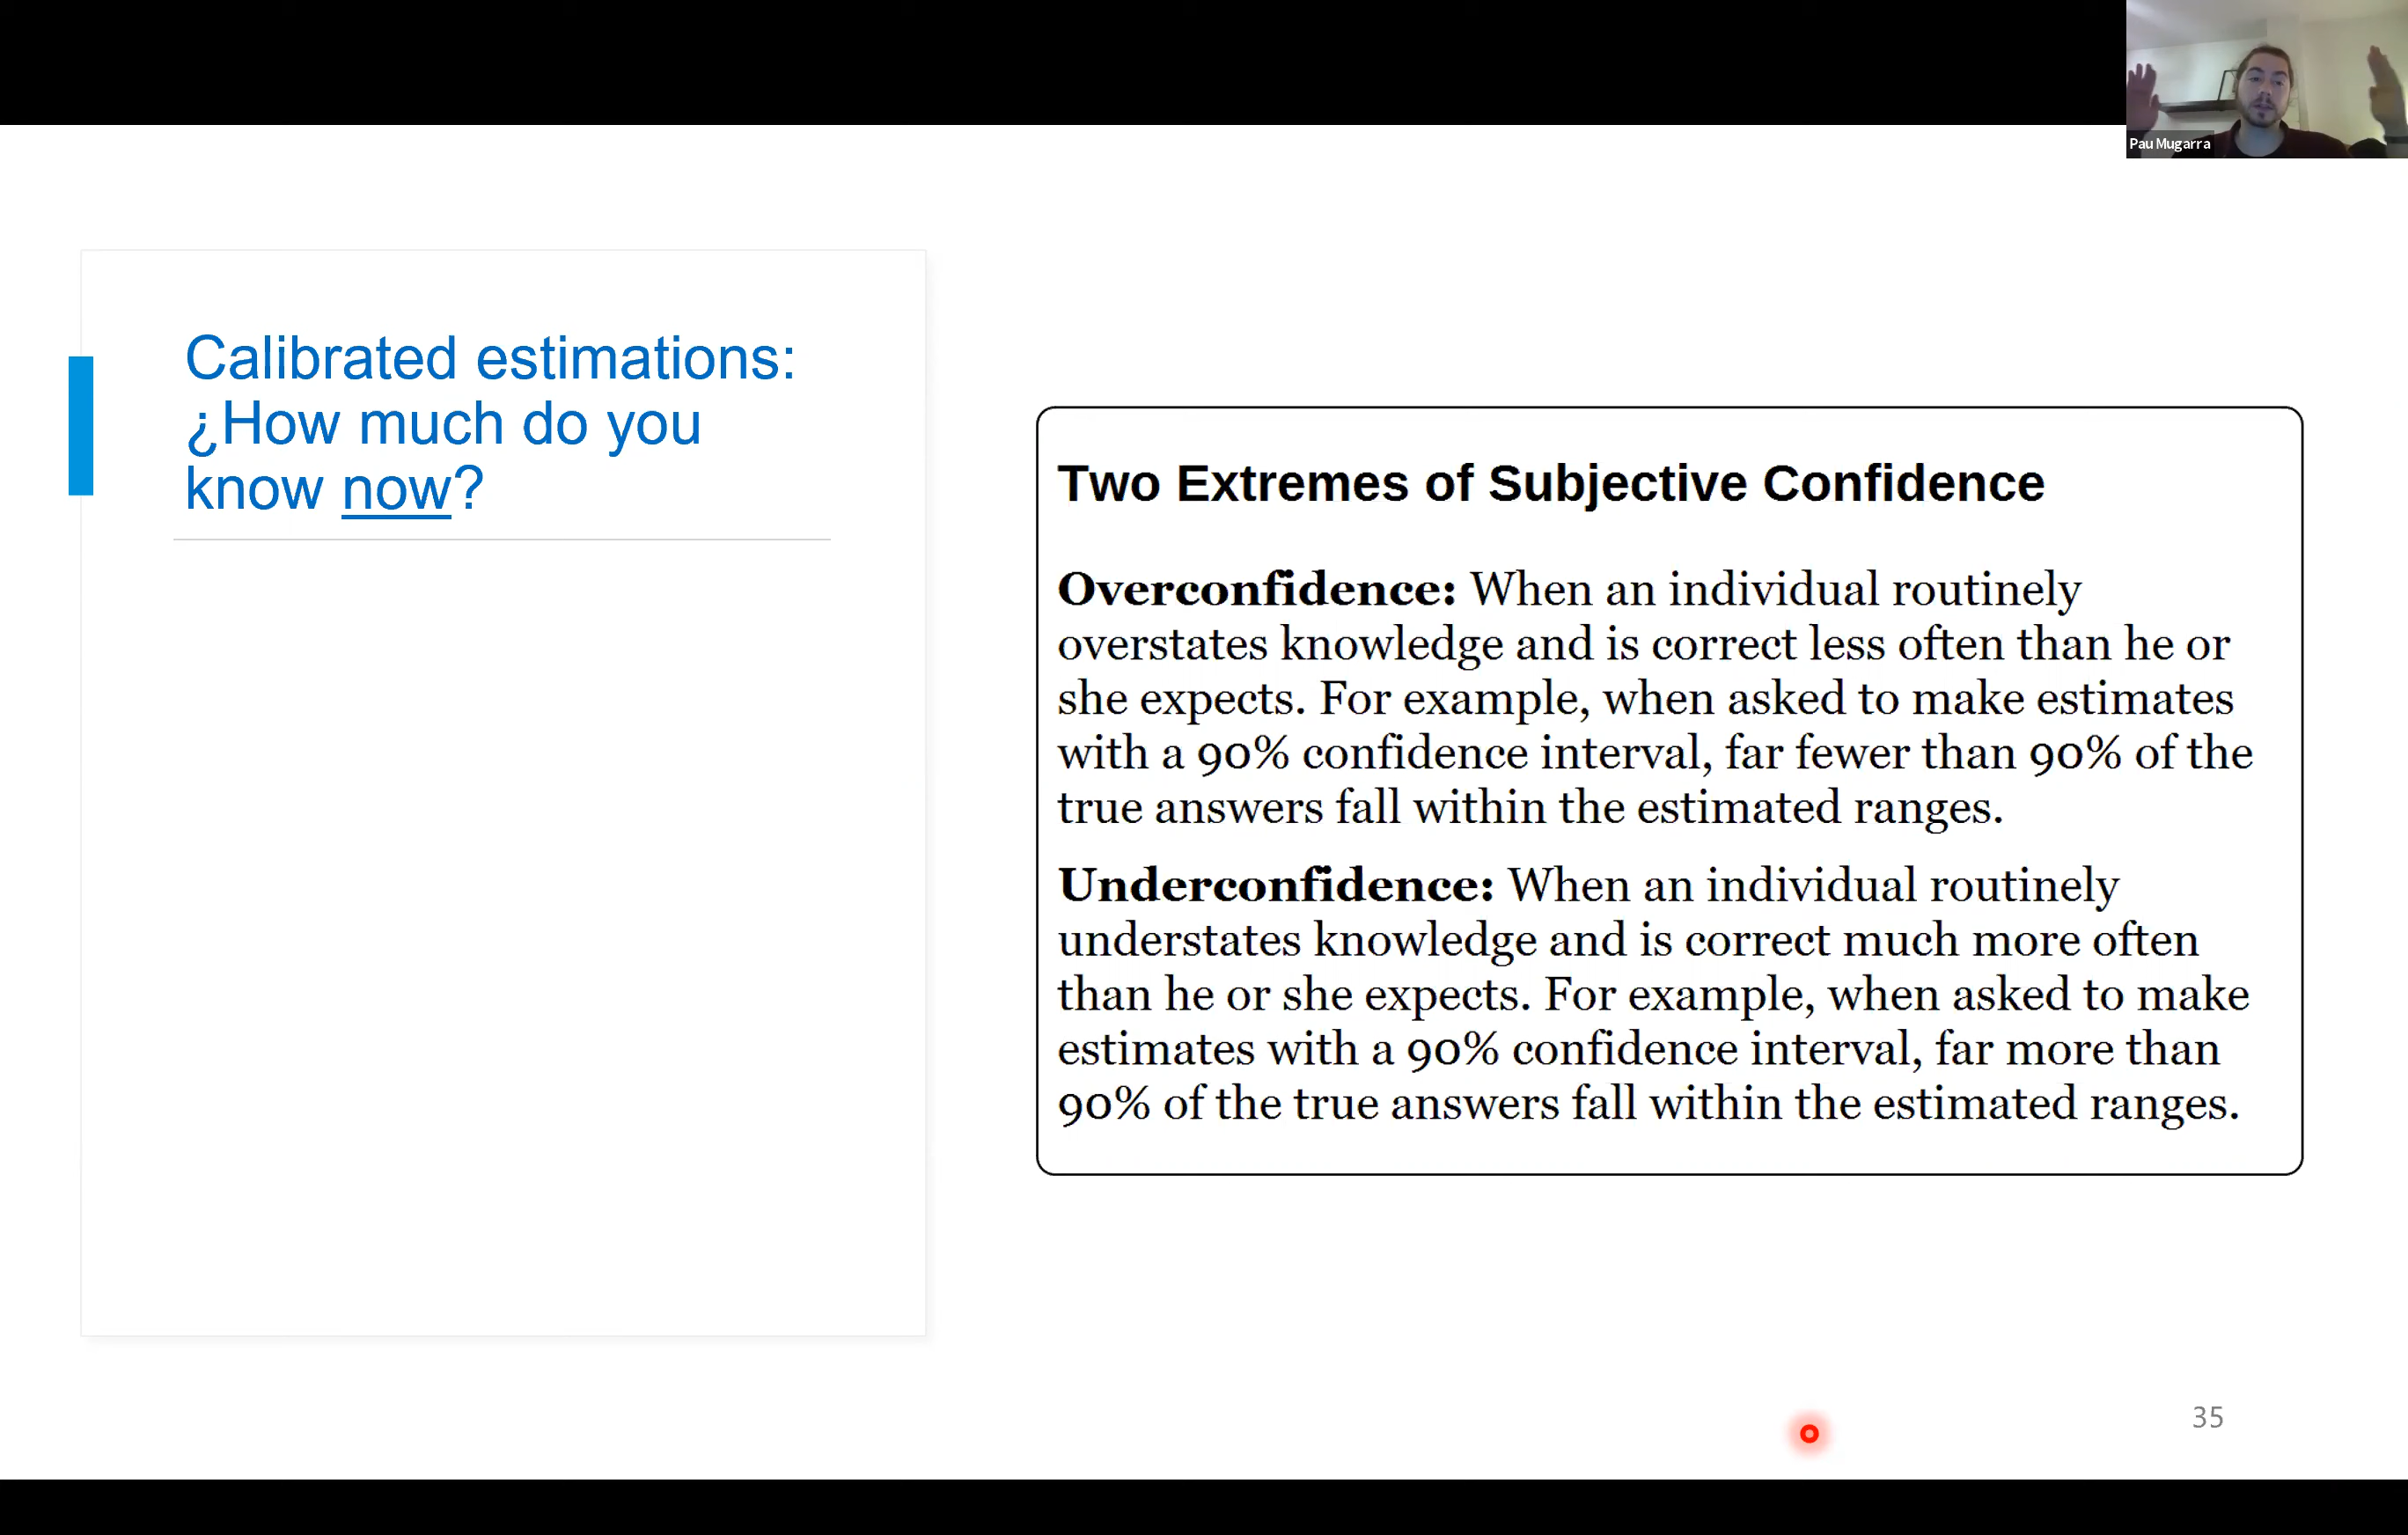 Pau Mugarra
Calibrated estimations:
¿How much do you
know now?
Two Extremes of Subjective Confidence
Overconfidence: When an individual routinely
overstates knowledge and is correct less often than he or
she expects. For example, when asked to make estimates
with a 90% confidence interval, far fewer than 90% of the
true answers fall within the estimated ranges.
Underconfidence: When an individual routinely
understates knowledge and is correct much more often
than he or she expects. For example, when asked to make
estimates with a 90% confidence interval, far more than
90% of the true answers fall within the estimated ranges.
35